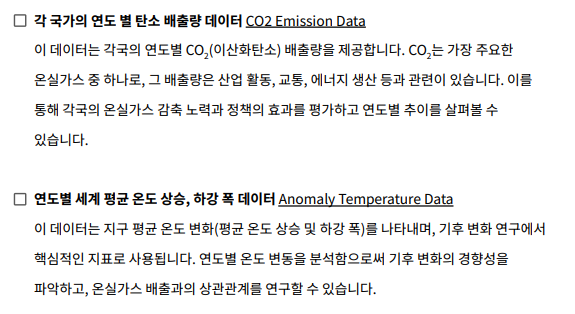 ☐ 각 국가의 연도 별 탄소 배출량 데이터 CO2 Emission Data
이 데이터는 각국의 연도별 CO₂(이산화탄소) 배출량을 제공합니다. CO₂는 가장 주요한
온실가스 중 하나로, 그 배출량은 산업 활동, 교통, 에너지 생산 등과 관련이 있습니다. 이를
통해 각국의 온실가스 감축 노력과 정책의 효과를 평가하고 연도별 추이를 살펴볼 수
있습니다.
☐ 연도별 세계 평균 온도 상승, 하강 폭 데이터 Anomaly Temperature Data
이 데이터는 지구 평균 온도 변화(평균 온도 상승 및 하강 폭)를 나타내며, 기후 변화 연구에서
핵심적인 지표로 사용됩니다. 연도별 온도 변동을 분석함으로써 기후 변화의 경향성을
파악하고, 온실가스 배출과의 상관관계를 연구할 수 있습니다.